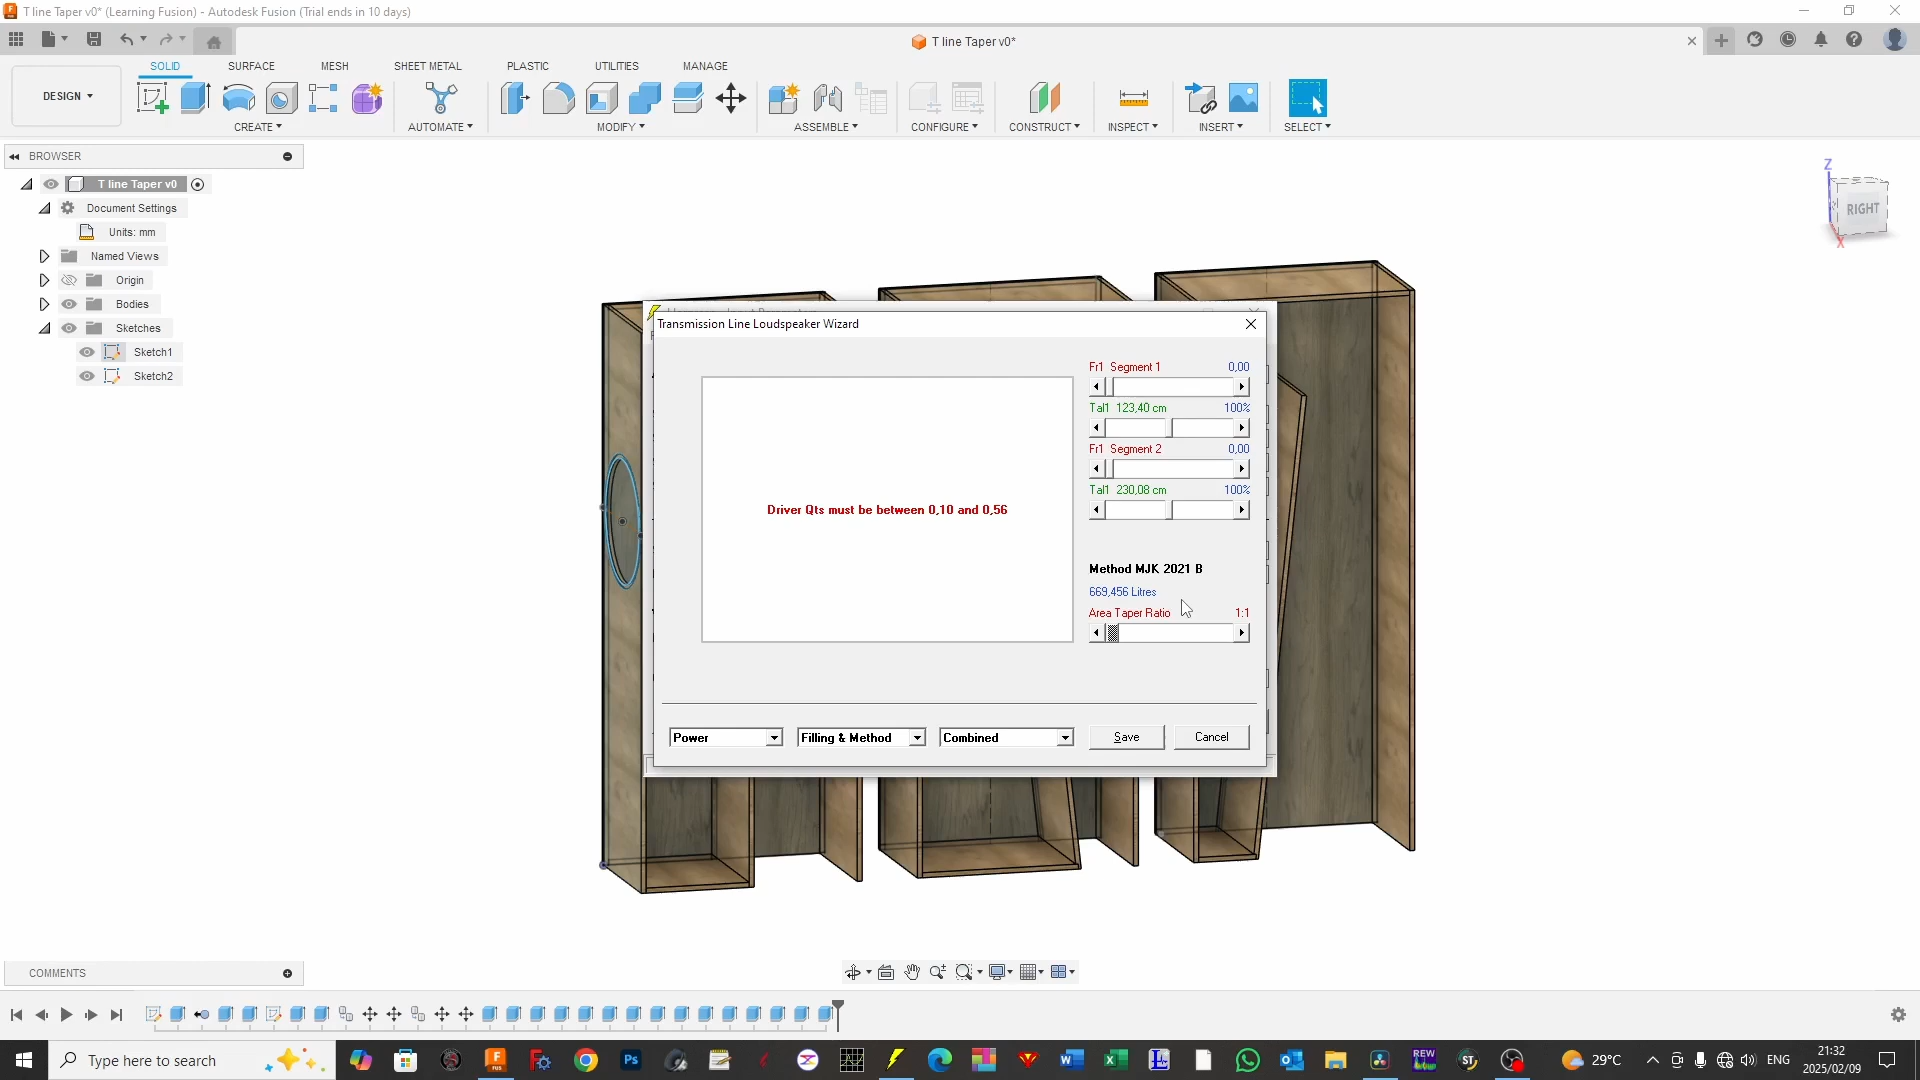 T line Taper v0* (Learning Fusion) - Autodesk Fusion (Trial ends in 10 days)
T line Taper v0*
SOLID SURFACE MESH SHEET METAL PLASTIC UTILITIES MANAGE
DESIGN
CREATE AUTOMATE MODIFY ASSEMBLE CONFIGURE CONSTRUCT INSPECT INSERT SELECT
BROWSER
T line Taper v0
Document Settings
Units: mm
Named Views
Origin
Bodies
Sketches
Sketch1
Sketch2
Z
RIGHT
X
Transmission Line Loudspeaker Wizard
Fr1 Segment 1 0,00
Tal1 123,40 cm 100%
Fr1 Segment 2 0,00
Tal1 230,08 cm 100%
Driver Qts must be between 0,10 and 0,56
Method MJK 2021 B
669,456 Litres
Area Taper Ratio 1:1
Power
Filling & Method
Combined
Save
Cancel
COMMENTS
Type here to search
REW
ST
29°C
ENG
21:32
2025/02/09